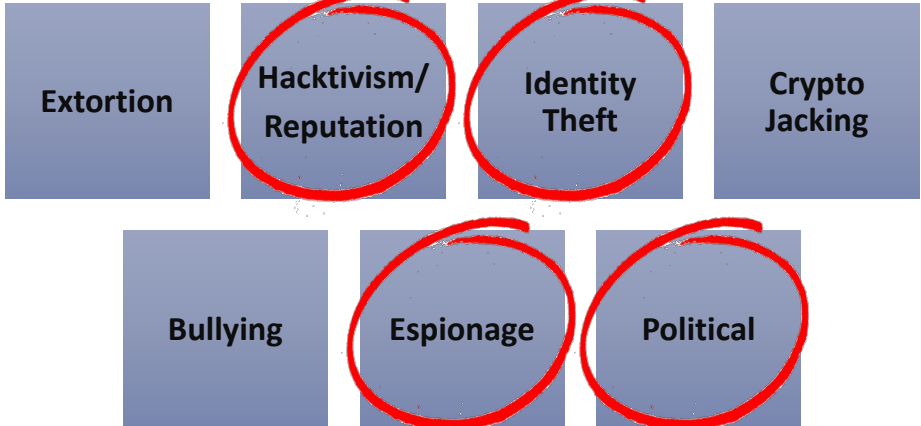 Extortion
Hacktivism/
Reputation
Identity
Theft
Crypto
Jacking
Bullying
Espionage
Political